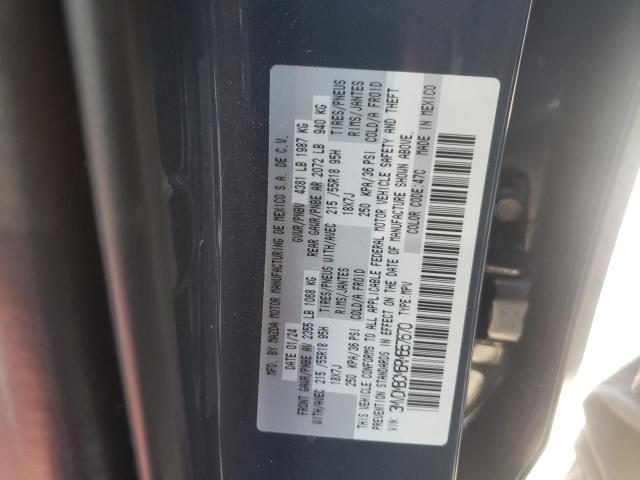 MFD. BY MAZDA MOTOR MANUFACTURING DE MEXICO S.A. DE C.V.
DATE 01/24 GVWR/PNBV 4381 LB 1987 KG
FRONT GAWR/PNBE AV 2355 LB 1068 KG REAR GAWR/PNBE AR 2072 LB 940 KG
WITH/AVEC 215 /55R18 95H TIRES/PNEUS WITH/AVEC 215 /55R18 95H TIRES/PNEUS
18X7J RIMS/JANTES 18X7J RIMS/JANTES
250 KPA/36 PSI COLD/A FROID 250 KPA/36 PSI COLD/A FROID
THIS VEHICLE CONFORMS TO ALL APPLICABLE FEDERAL MOTOR VEHICLE SAFETY AND THEFT
PREVENTION STANDARDS IN EFFECT ON THE DATE OF MANUFACTURE SHOWN ABOVE.
VIN: TYPE:MPV COLOR CODE:47C MADE IN MEXICO